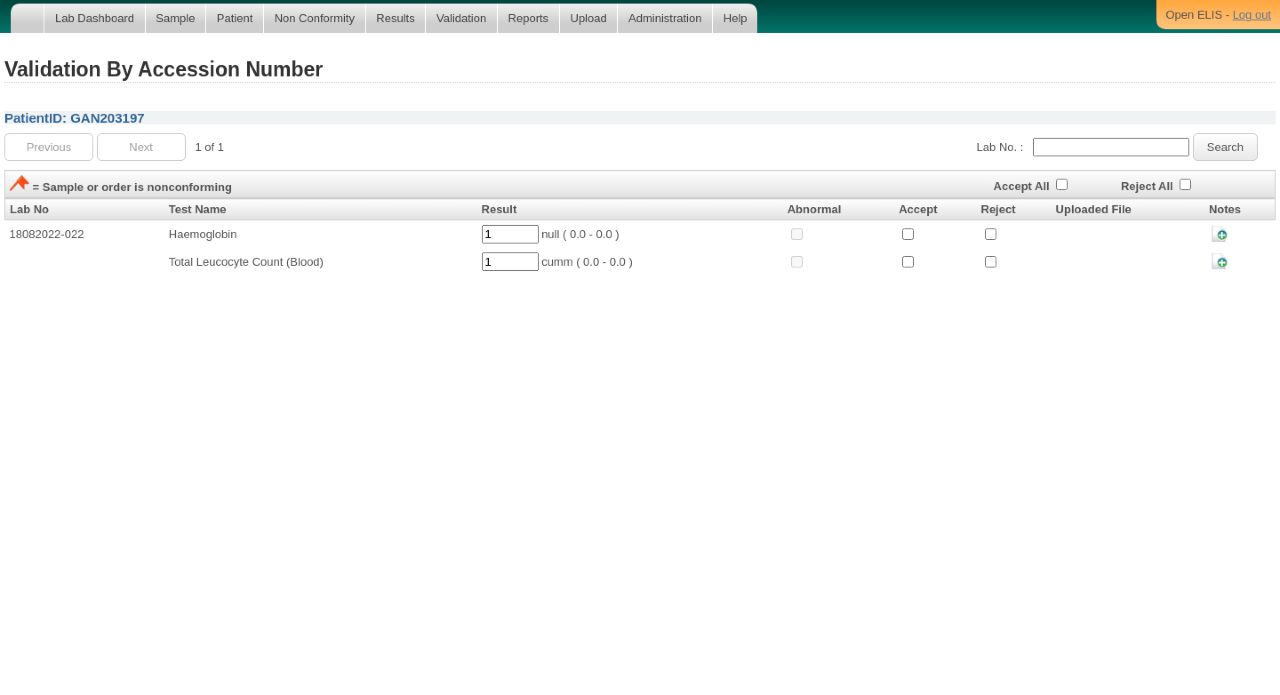 Lab Dashboard Sample Patient Non Conformity Results Validation Reports Upload Administration Help Open ELIS - Log out
Validation By Accession Number
PatientID: GAN203197
Previous Next 1 of 1 Lab No. : Search
= Sample or order is nonconforming Accept All Reject All
Lab No Test Name Result Abnormal Accept Reject Uploaded File Notes
18082022-022 Haemoglobin 1 null ( 0.0 - 0.0 )
Total Leucocyte Count (Blood) 1 cumm ( 0.0 - 0.0 )